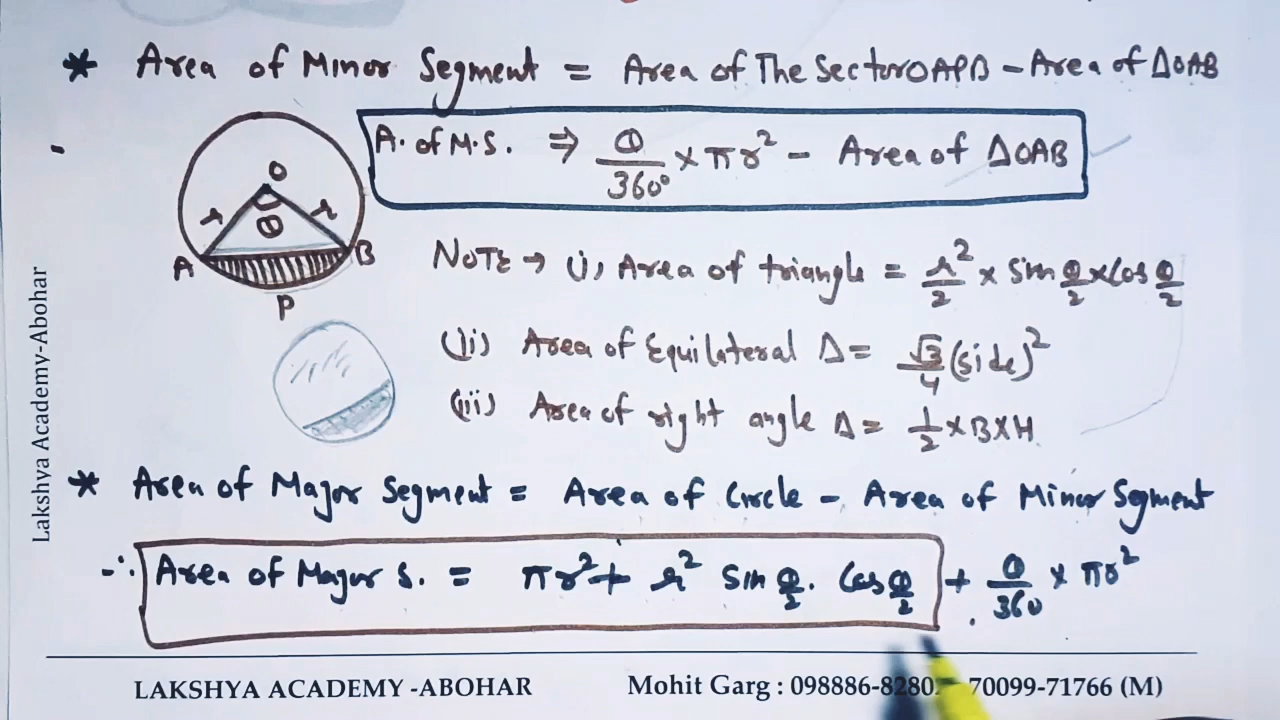 * Area of Minor Segment = Area of The Sector OAPB - Area of ΔOAB
A. of M.S. ⇒ θ/360° × πr² - Area of ΔOAB
O
r θ r
A B
P
NOTE → (i) Area of triangle = r²/2 × Sin θ/2 × Cos θ/2
(ii) Area of Equilateral Δ = √3/4 (side)²
(iii) Area of right angle Δ = 1/2 × B × H
* Area of Major Segment = Area of Circle - Area of Minor Segment
∴ Area of Major S. = πr² + r² Sin θ/2 . Cos θ/2 + θ/360 × πr²
Lakshya Academy-Abohar
LAKSHYA ACADEMY -ABOHAR Mohit Garg : 098886-8280 70099-71766 (M)